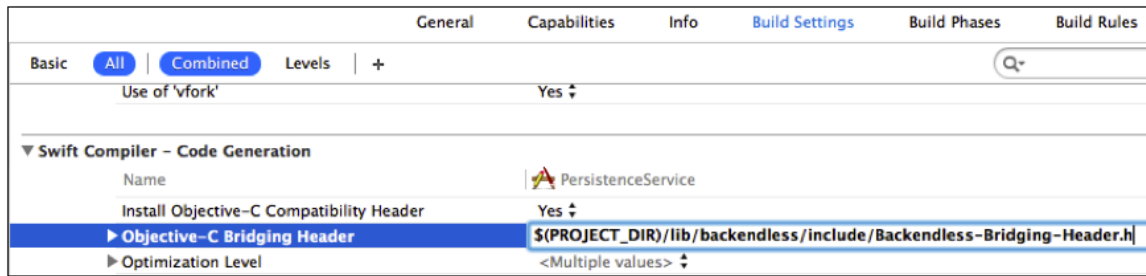 General Capabilities Info Build Settings Build Phases Build Rules
Basic All Combined Levels +
Use of 'vfork' Yes
Swift Compiler – Code Generation
Name PersistenceService
Install Objective-C Compatibility Header Yes
Objective-C Bridging Header $(PROJECT_DIR)/lib/backendless/include/Backendless-Bridging-Header.h
Optimization Level <Multiple values>